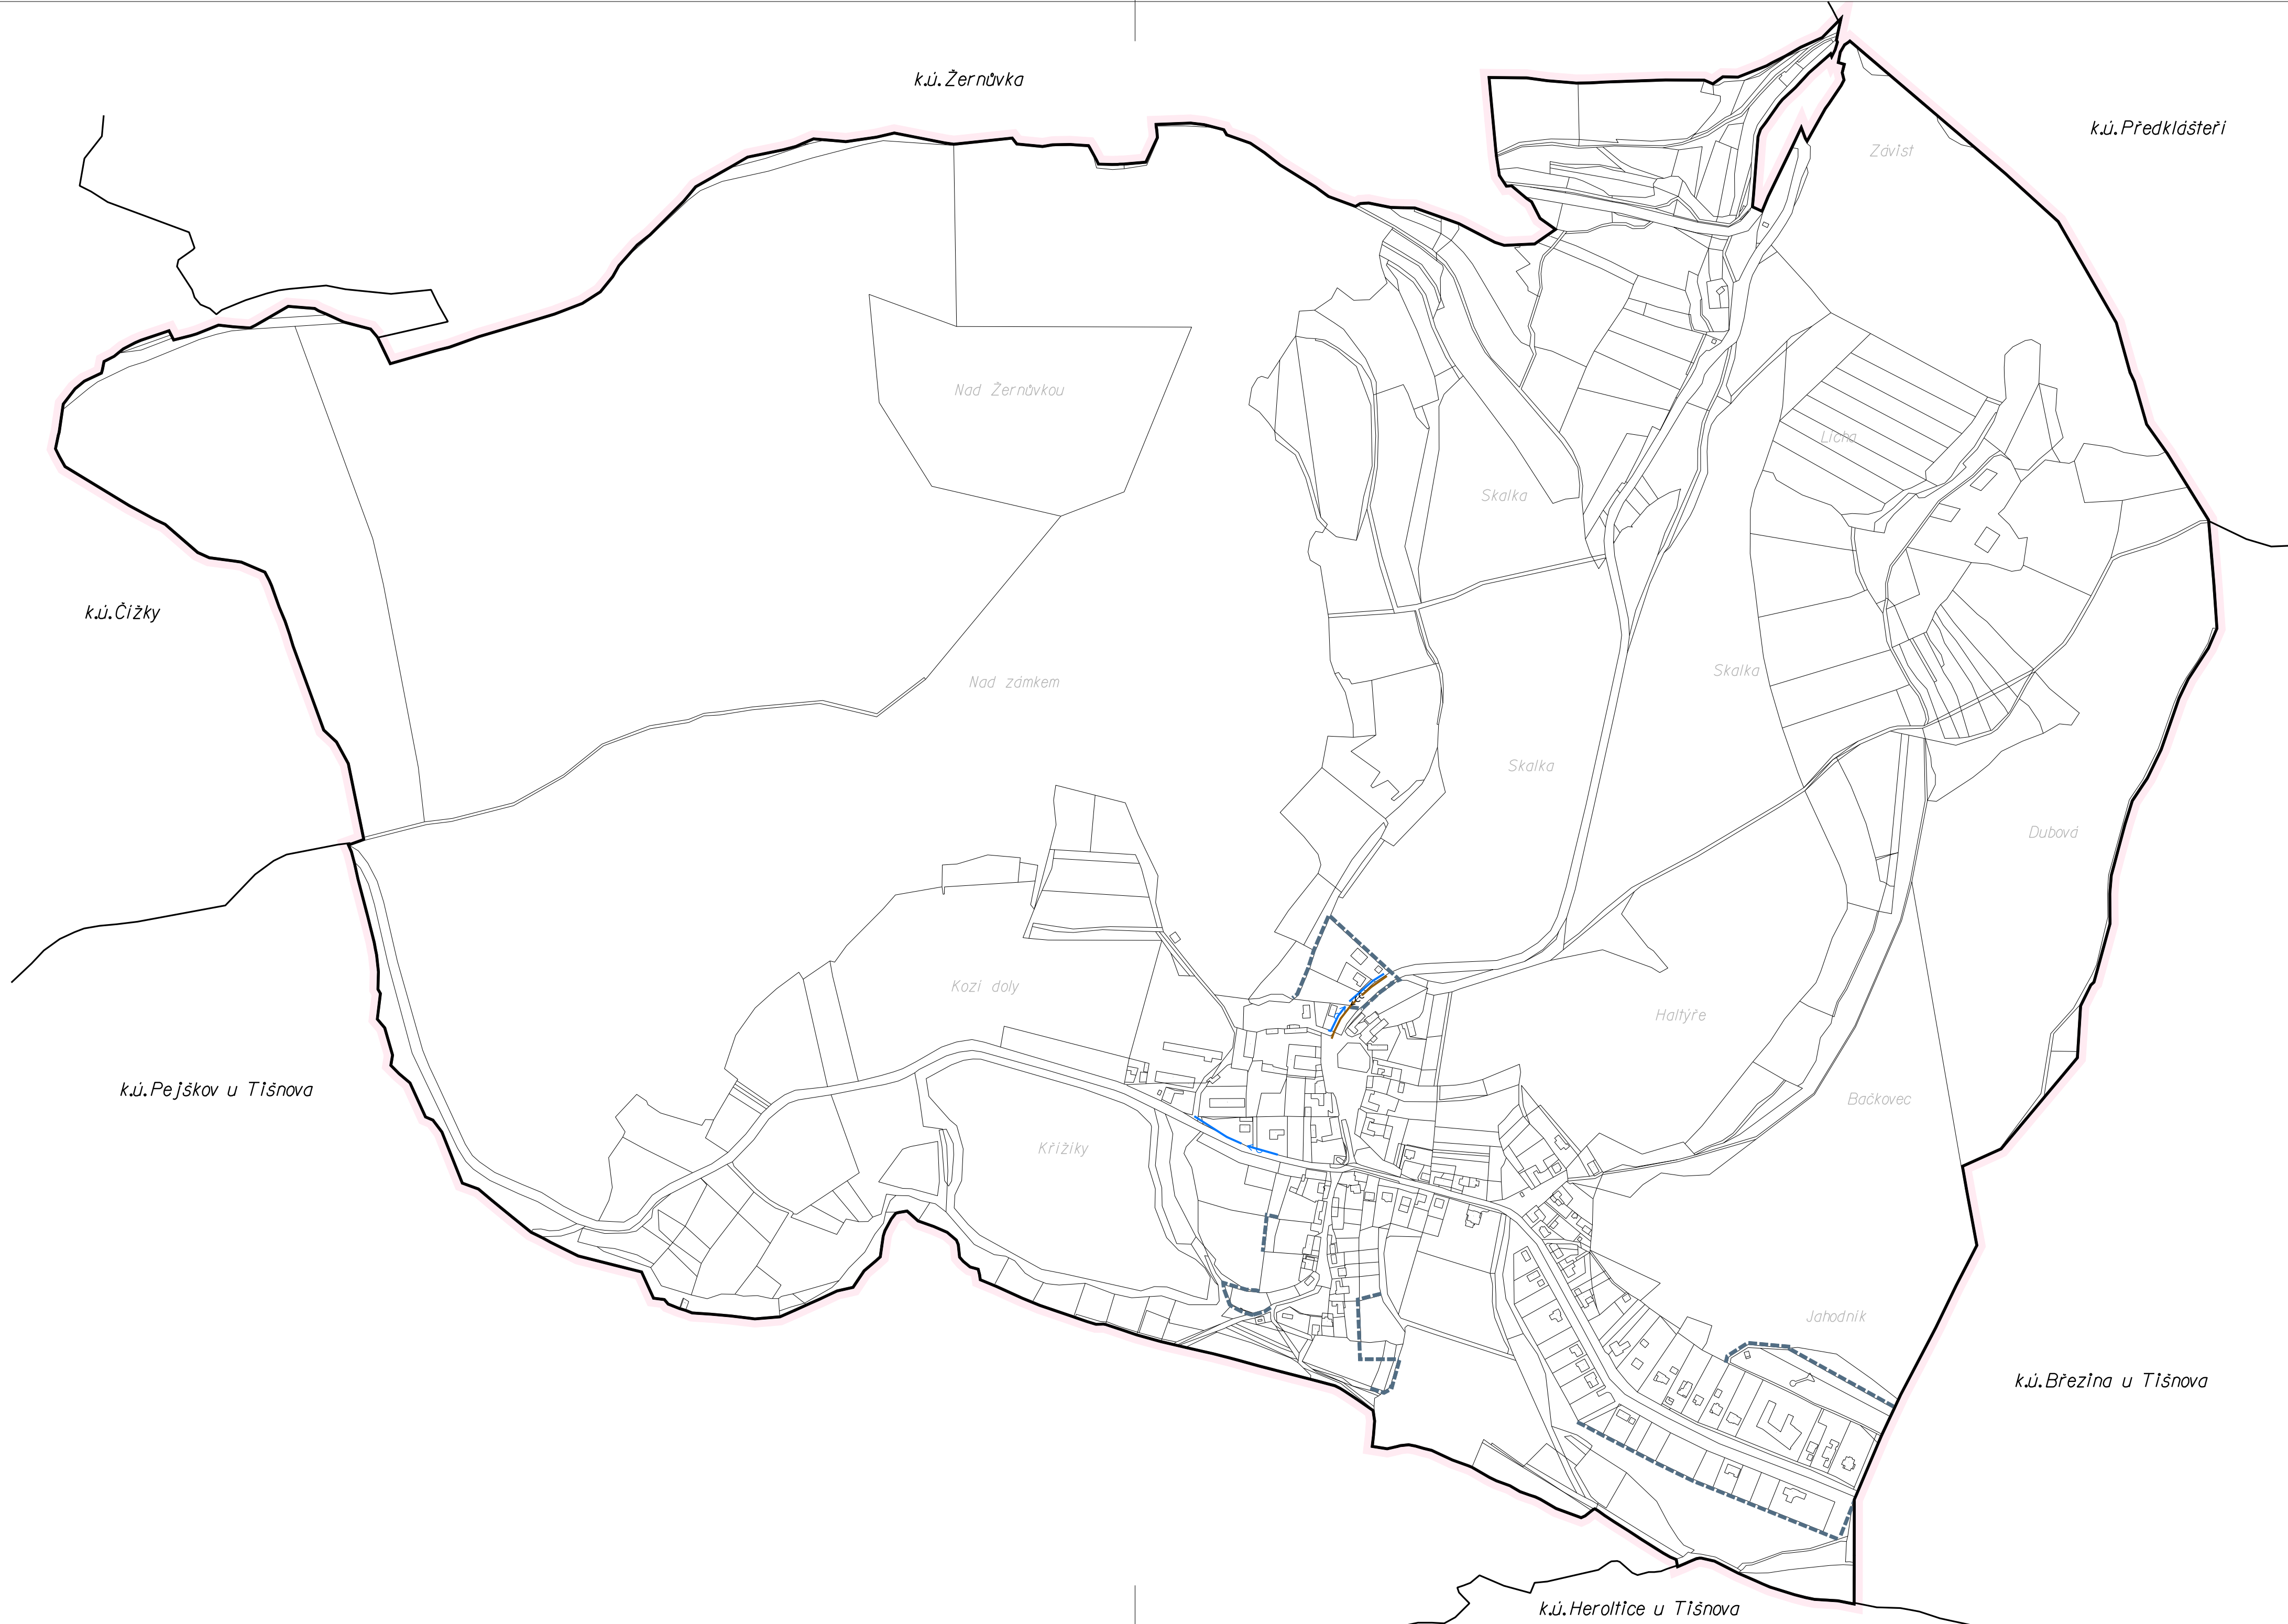 k.ú.Žernůvka
k.ú.Předklášteří
Závist
Nad Žernůvkou
Lícha
Skalka
k.ú.Čížky
Skalka
Nad zámkem
Skalka
Dubová
Kozí doly
Haltýře
k.ú.Pejškov u Tišnova
Bačkovec
Křížíky
Jahodník
k.ú.Březina u Tišnova
k.ú.Heroltice u Tišnova